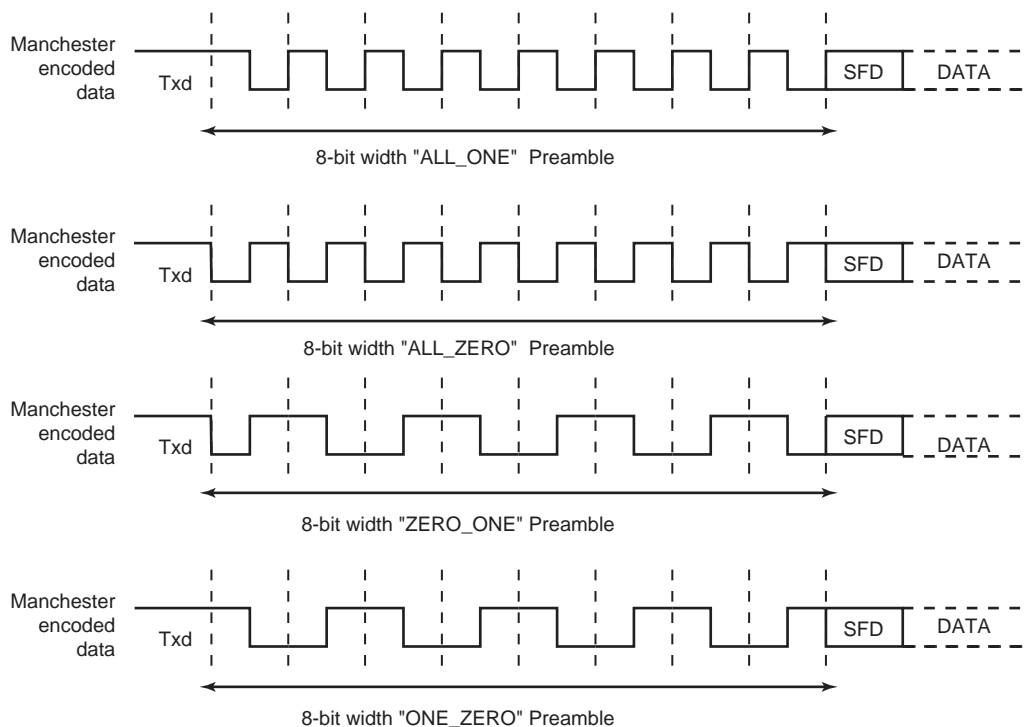 Manchester
encoded
data
Txd
SFD
DATA
8-bit width "ALL_ONE" Preamble
Manchester
encoded
data
Txd
SFD
DATA
8-bit width "ALL_ZERO" Preamble
Manchester
encoded
data
Txd
SFD
DATA
8-bit width "ZERO_ONE" Preamble
Manchester
encoded
data
Txd
SFD
DATA
8-bit width "ONE_ZERO" Preamble